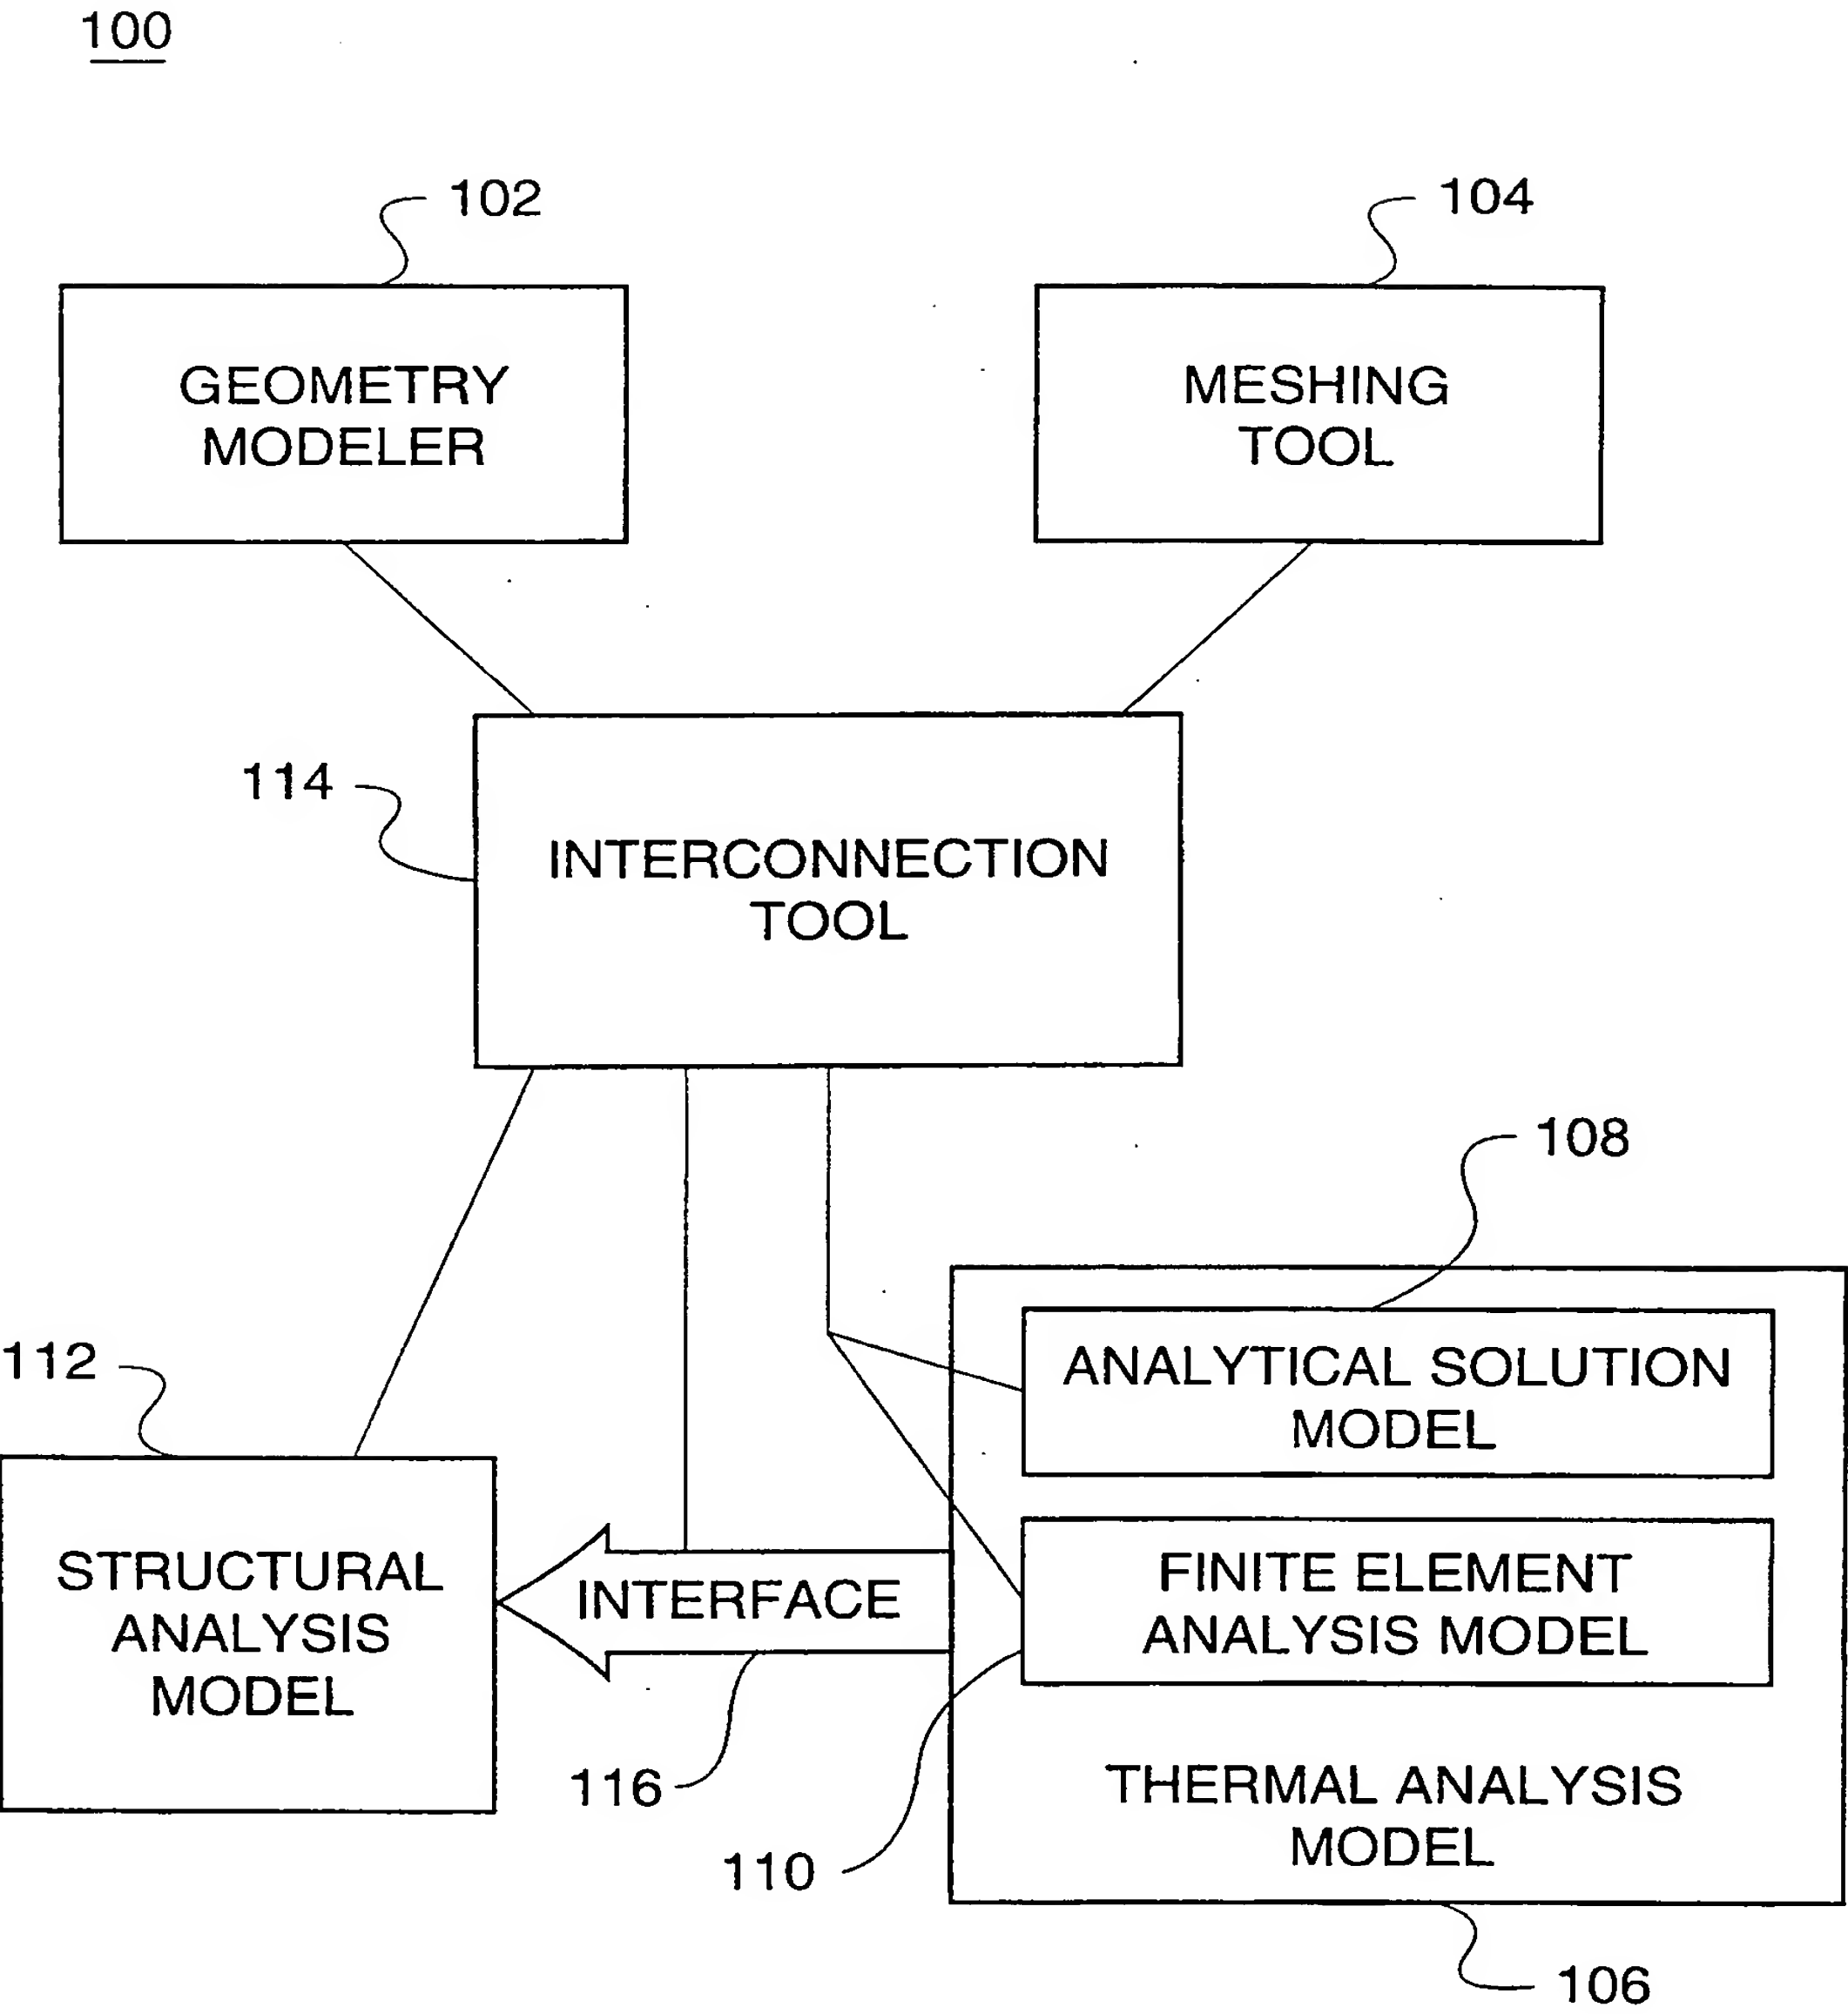 100
102
104
GEOMETRY
MODELER
MESHING
TOOL
114
INTERCONNECTION
TOOL
108
112
ANALYTICAL SOLUTION
MODEL
STRUCTURAL
ANALYSIS
MODEL
INTERFACE
FINITE ELEMENT
ANALYSIS MODEL
116
110
THERMAL ANALYSIS
MODEL
106